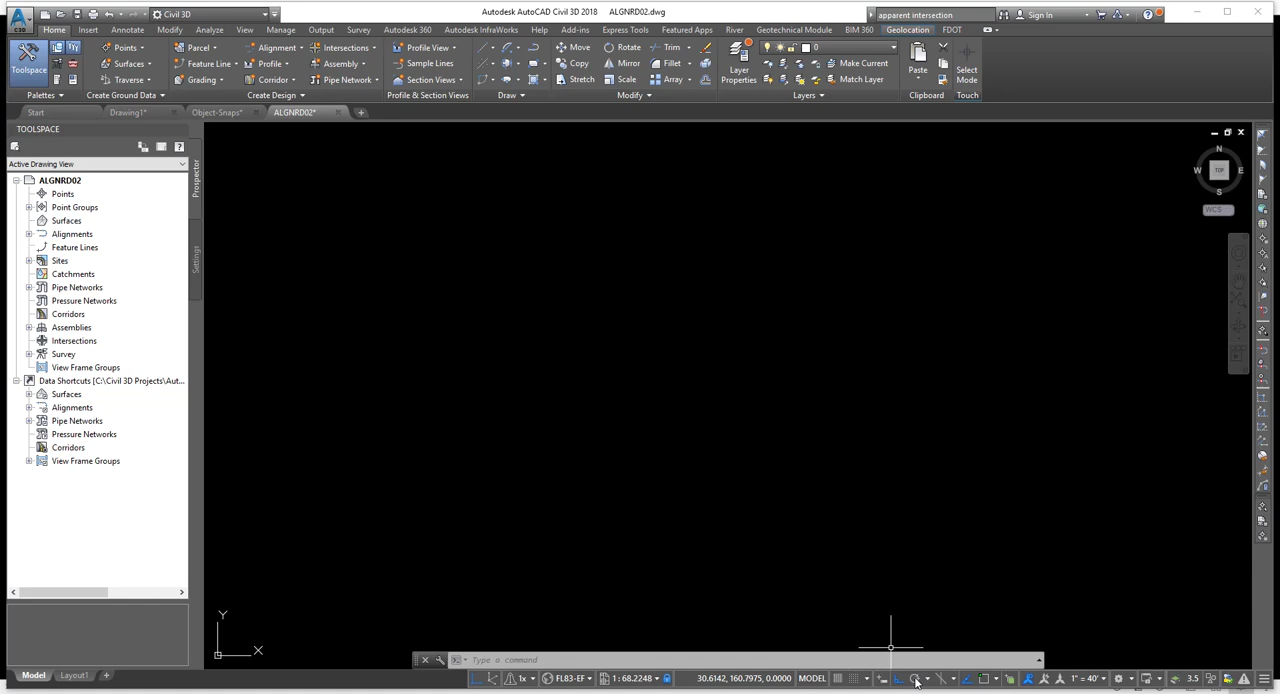 Civil 3D
Autodesk AutoCAD Civil 3D 2018 ALGNRD02.dwg
apparent intersection
Sign In
C3D
Home Insert Annotate Modify Analyze View Manage Output Survey Autodesk 360 Autodesk InfraWorks Help Add-ins Express Tools Featured Apps River Geotechnical Module BIM 360 Geolocation FDOT
Toolspace
Points
Surfaces
Traverse
Parcel
Feature Line
Grading
Alignment
Profile
Corridor
Intersections
Assembly
Pipe Network
Profile View
Sample Lines
Section Views
Move
Copy
Stretch
Rotate
Mirror
Scale
Trim
Fillet
Array
Layer
Properties
0
Make Current
Match Layer
Paste
Select
Mode
Palettes Create Ground Data Create Design Profile & Section Views Draw Modify Layers Clipboard Touch
Start Drawing1* Object-Snaps* ALGNRD02*
TOOLSPACE
Active Drawing View
ALGNRD02
Points
Point Groups
Surfaces
Alignments
Feature Lines
Sites
Catchments
Pipe Networks
Pressure Networks
Corridors
Assemblies
Intersections
Survey
View Frame Groups
Data Shortcuts [C:\Civil 3D Projects\Aut...
Surfaces
Alignments
Pipe Networks
Pressure Networks
Corridors
View Frame Groups
Prospector
Settings
N
W TOP E
S
WCS
Y
X
Type a command
Model Layout1 +
1x FL83-EF 1: 68.2248 30.6142, 160.7975, 0.0000 MODEL 1" = 40' 3.5